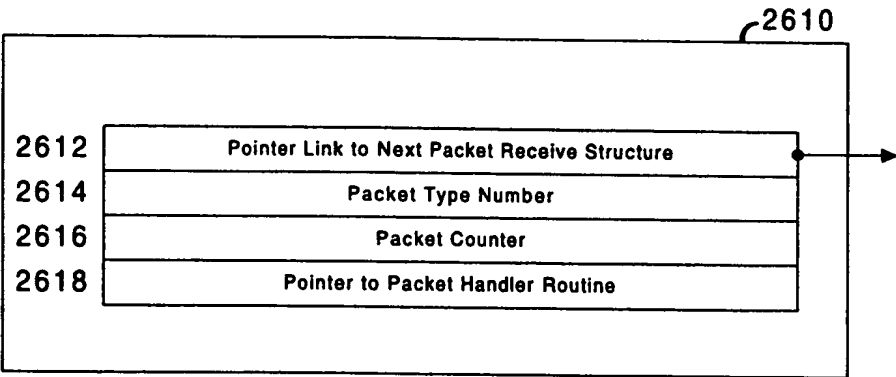 2610
2612 Pointer Link to Next Packet Receive Structure
2614 Packet Type Number
2616 Packet Counter
2618 Pointer to Packet Handler Routine